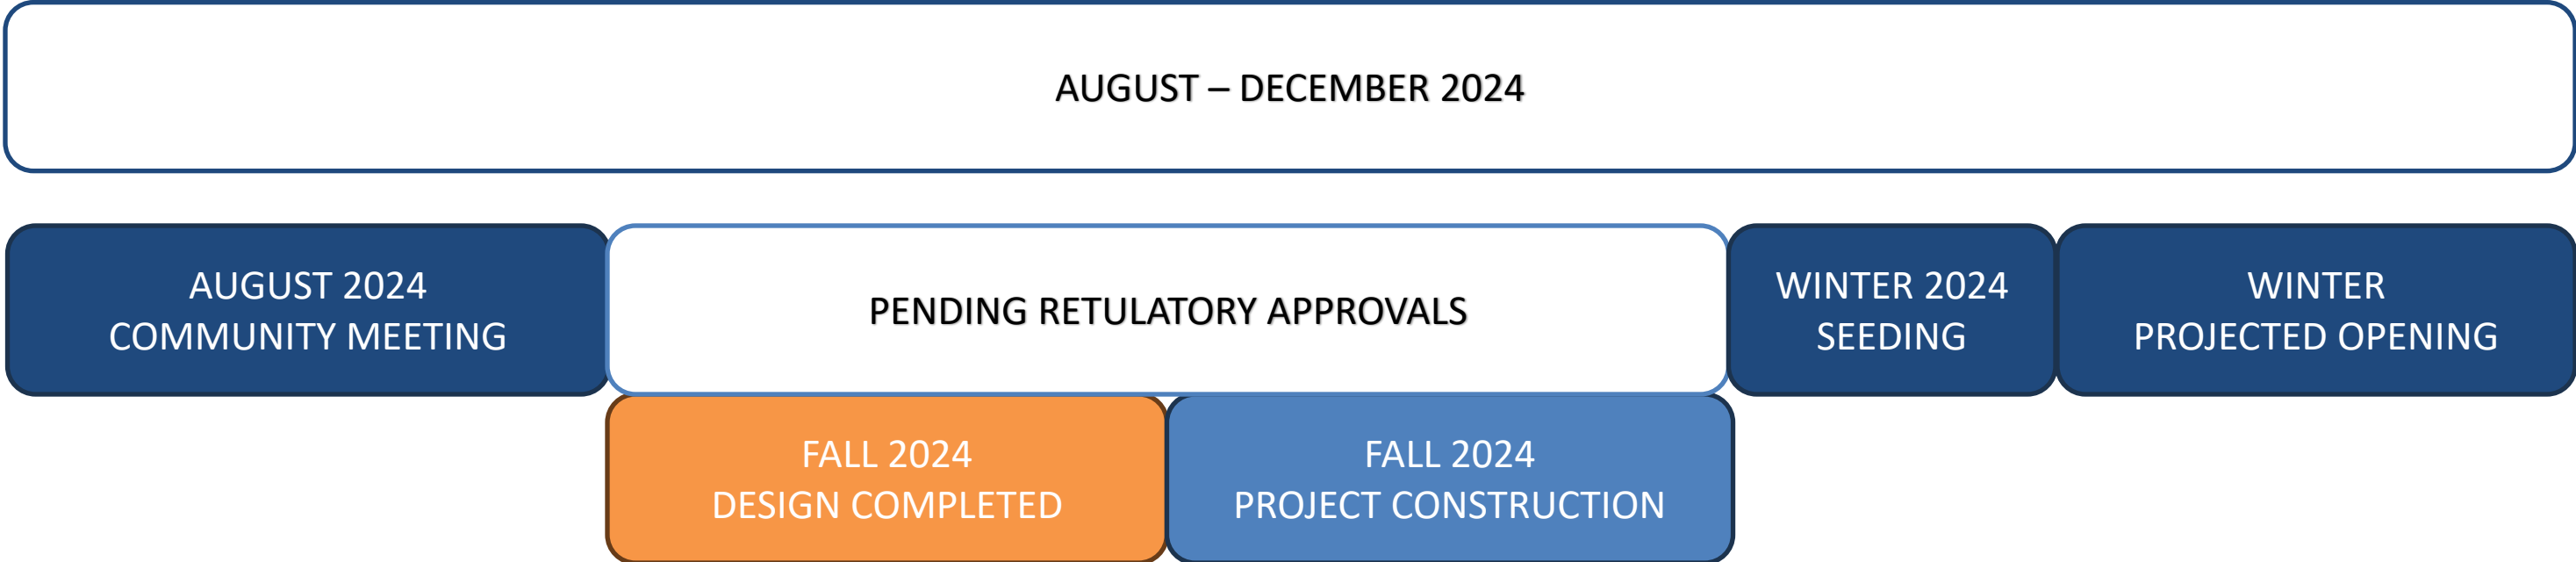 AUGUST – DECEMBER 2024
AUGUST 2024
COMMUNITY MEETING
PENDING RETULATORY APPROVALS
WINTER 2024
SEEDING
WINTER
PROJECTED OPENING
FALL 2024
DESIGN COMPLETED
FALL 2024
PROJECT CONSTRUCTION